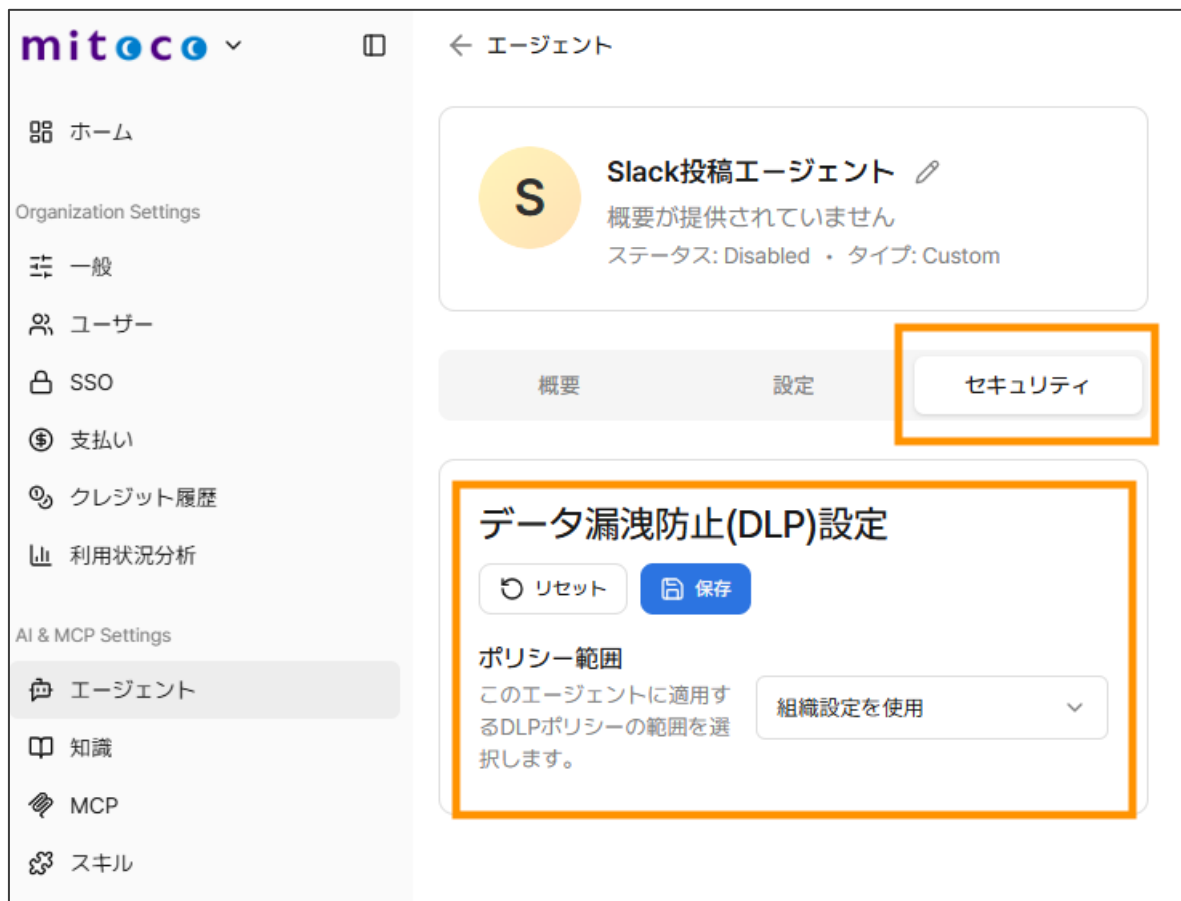 mitoco
ホーム
Organization Settings
一般
ユーザー
SSO
支払い
クレジット履歴
利用状況分析
AI & MCP Settings
エージェント
知識
MCP
スキル
エージェント
S
Slack投稿エージェント
概要が提供されていません
ステータス: Disabled ・ タイプ: Custom
概要
設定
セキュリティ
データ漏洩防止(DLP)設定
リセット
保存
ポリシー範囲
このエージェントに適用す
るDLPポリシーの範囲を選
択します。
組織設定を使用